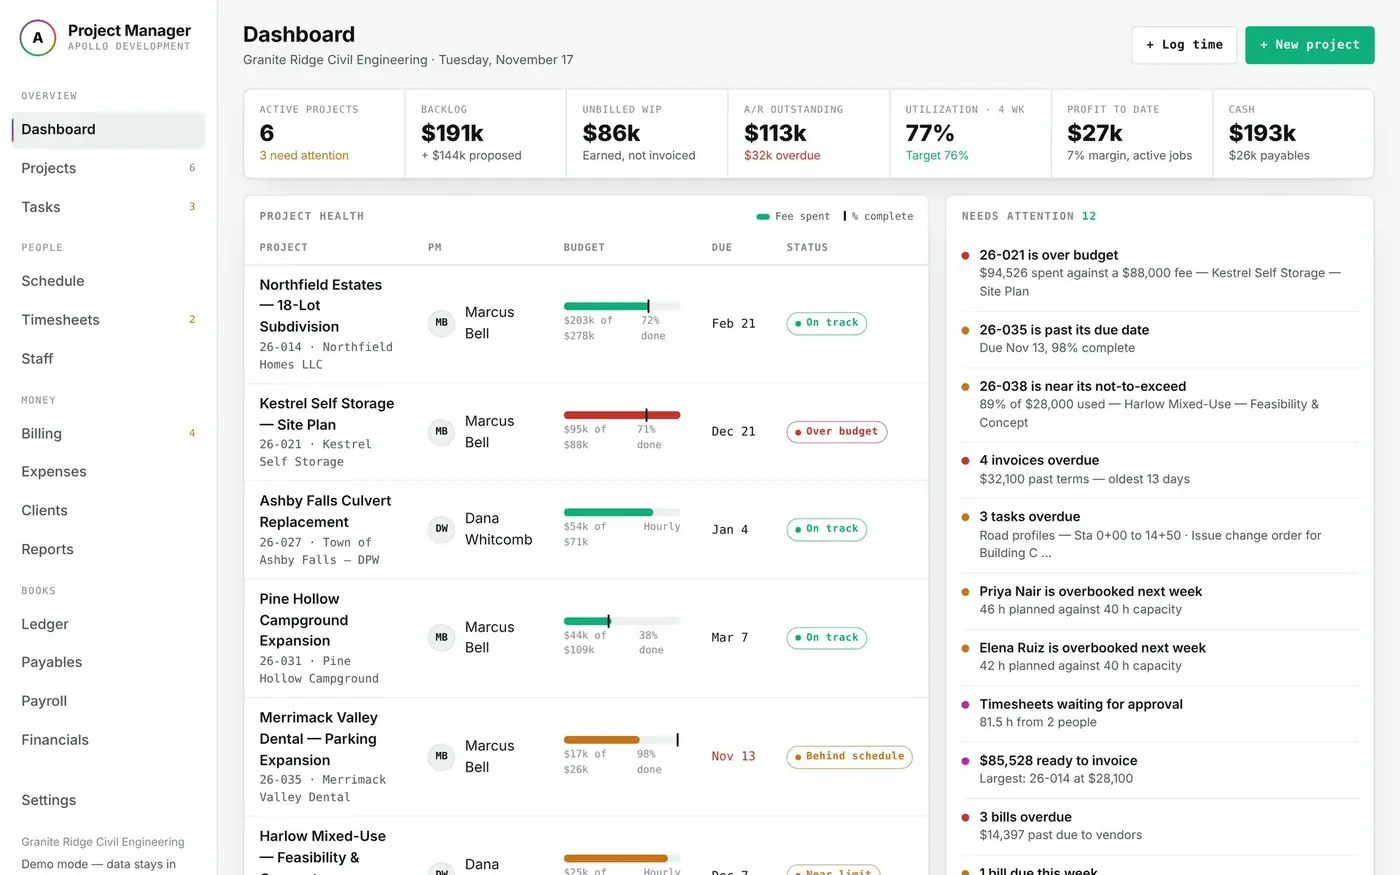 A
Project Manager
APOLLO DEVELOPMENT
OVERVIEW
Dashboard
Projects 6
Tasks 3
PEOPLE
Schedule
Timesheets 2
Staff
MONEY
Billing 4
Expenses
Clients
Reports
BOOKS
Ledger
Payables
Payroll
Financials
Settings
Granite Ridge Civil Engineering
Demo mode — data stays in
Dashboard
Granite Ridge Civil Engineering · Tuesday, November 17
+ Log time
+ New project
ACTIVE PROJECTS
6
3 need attention
BACKLOG
$191k
+ $144k proposed
UNBILLED WIP
$86k
Earned, not invoiced
A/R OUTSTANDING
$113k
$32k overdue
UTILIZATION · 4 WK
77%
Target 76%
PROFIT TO DATE
$27k
7% margin, active jobs
CASH
$193k
$26k payables
PROJECT HEALTH
Fee spent
% complete
PROJECT PM BUDGET DUE STATUS
Northfield Estates
— 18-Lot
Subdivision
26-014 · Northfield
Homes LLC
MB
Marcus
Bell
$203k of
$278k
72%
done
Feb 21
On track
Kestrel Self Storage
— Site Plan
26-021 · Kestrel
Self Storage
MB
Marcus
Bell
$95k of
$88k
71%
done
Dec 21
Over budget
Ashby Falls Culvert
Replacement
26-027 · Town of
Ashby Falls — DPW
DW
Dana
Whitcomb
$54k of
$71k
Hourly
Jan 4
On track
Pine Hollow
Campground
Expansion
26-031 · Pine
Hollow Campground
MB
Marcus
Bell
$44k of
$109k
38%
done
Mar 7
On track
Merrimack Valley
Dental — Parking
Expansion
26-035 · Merrimack
Valley Dental
MB
Marcus
Bell
$17k of
$26k
98%
done
Nov 13
Behind schedule
Harlow Mixed-Use
— Feasibility &
DW
Dana
$25k of
Hourly
Dec 7
Near limit
NEEDS ATTENTION 12
26-021 is over budget
$94,526 spent against a $88,000 fee — Kestrel Self Storage —
Site Plan
26-035 is past its due date
Due Nov 13, 98% complete
26-038 is near its not-to-exceed
89% of $28,000 used — Harlow Mixed-Use — Feasibility &
Concept
4 invoices overdue
$32,100 past terms — oldest 13 days
3 tasks overdue
Road profiles — Sta 0+00 to 14+50 · Issue change order for
Building C ...
Priya Nair is overbooked next week
46 h planned against 40 h capacity
Elena Ruiz is overbooked next week
42 h planned against 40 h capacity
Timesheets waiting for approval
81.5 h from 2 people
$85,528 ready to invoice
Largest: 26-014 at $28,100
3 bills overdue
$14,397 past due to vendors
1 bill due this week